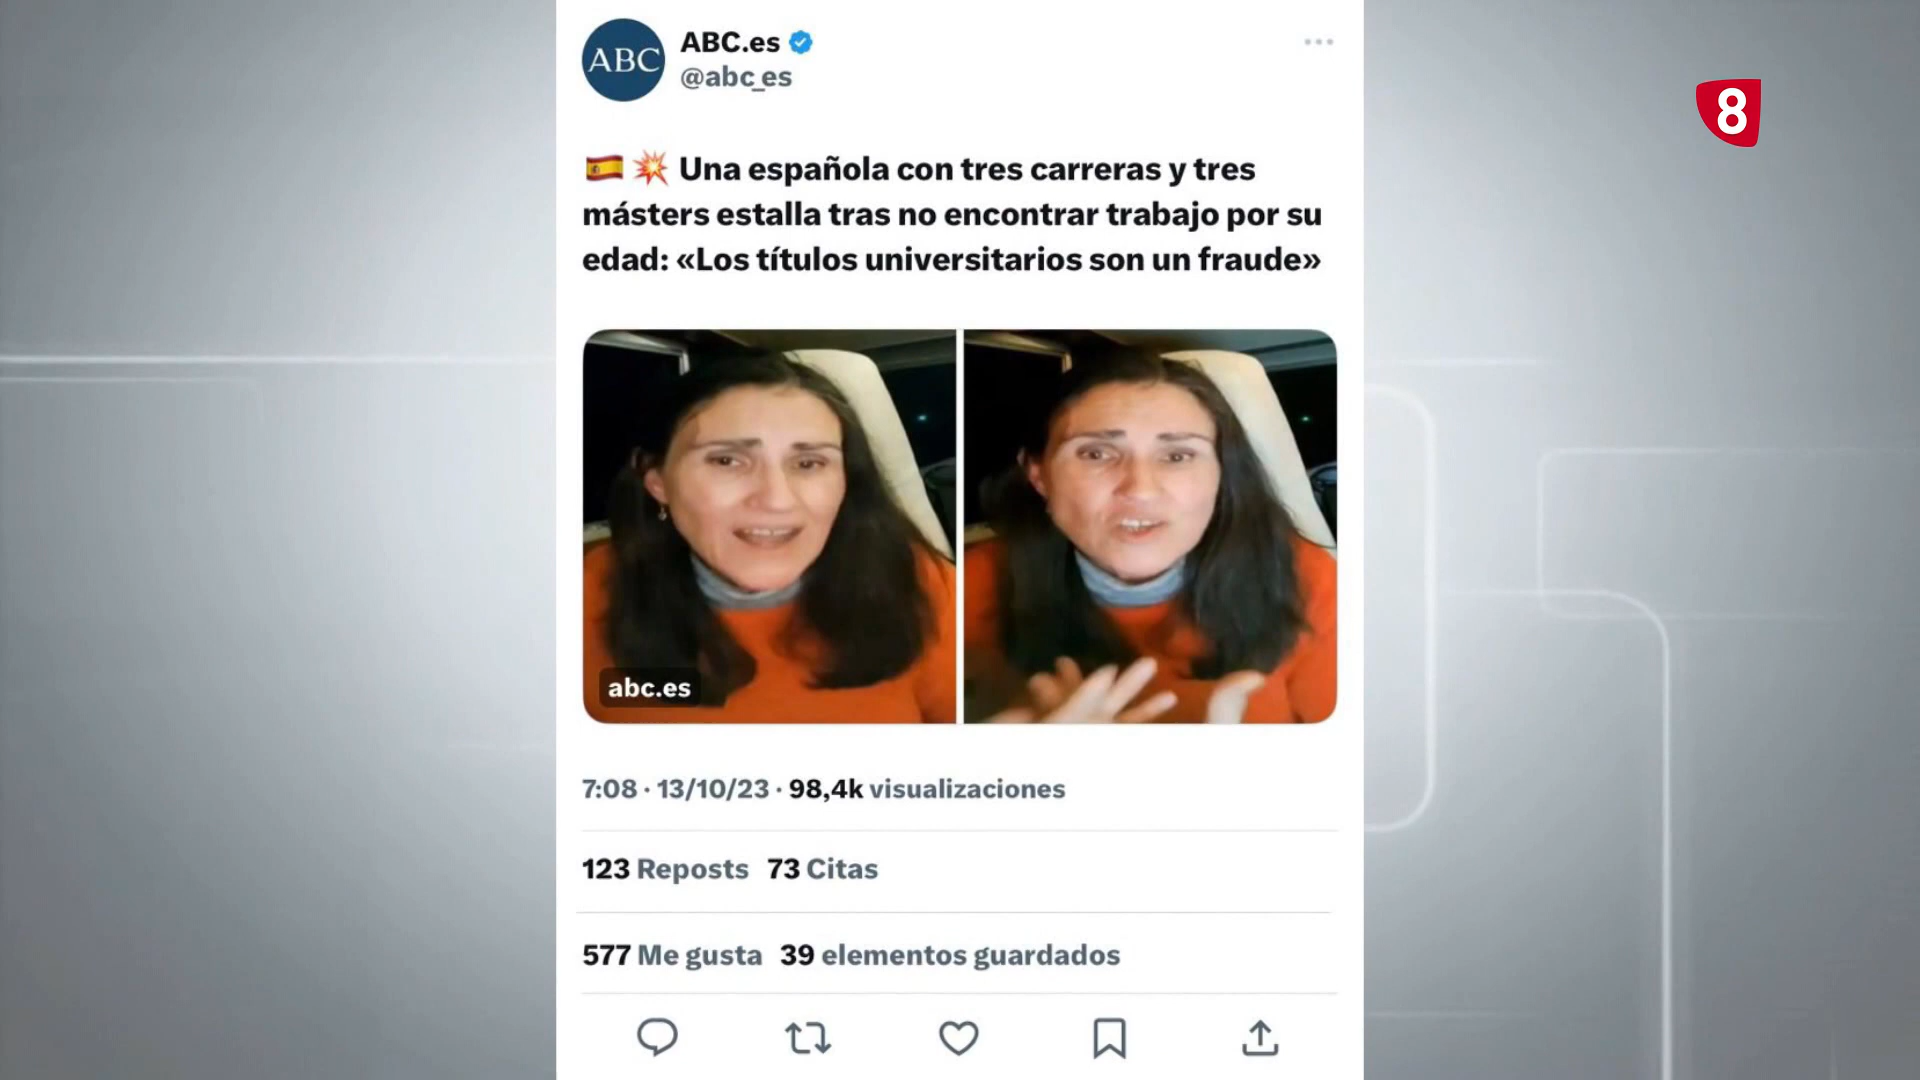 ABC
ABC.es
@abc_es
8
🇪🇸 💥 Una española con tres carreras y tres
másters estalla tras no encontrar trabajo por su
edad: «Los títulos universitarios son un fraude»
abc.es
7:08 · 13/10/23 · 98,4k visualizaciones
123 Reposts 73 Citas
577 Me gusta 39 elementos guardados